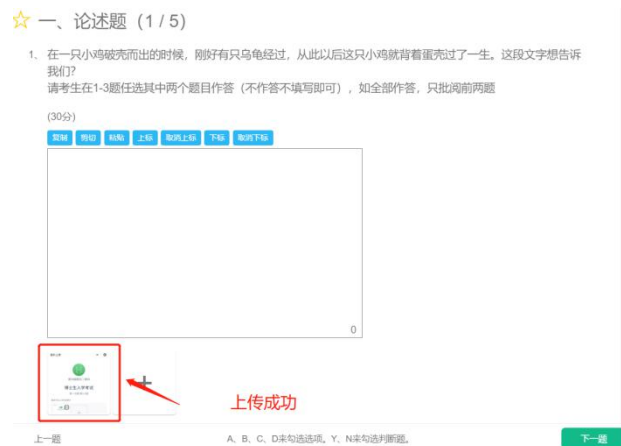 一、论述题（1 / 5）
1. 在一只小鸡破壳而出的时候，刚好有只乌龟经过，从此以后这只小鸡就背着蛋壳过了一生。这段文字想告诉
我们?
请考生在1-3题任选其中两个题目作答（不作答不填写即可），如全部作答，只批阅前两题
(30分)
复制 剪切 粘贴 上标 取消上标 下标 取消下标
0
博士生入学考试
上传成功
上一题 A、B、C、D来勾选选项。Y、N来勾选判断题。 下一题